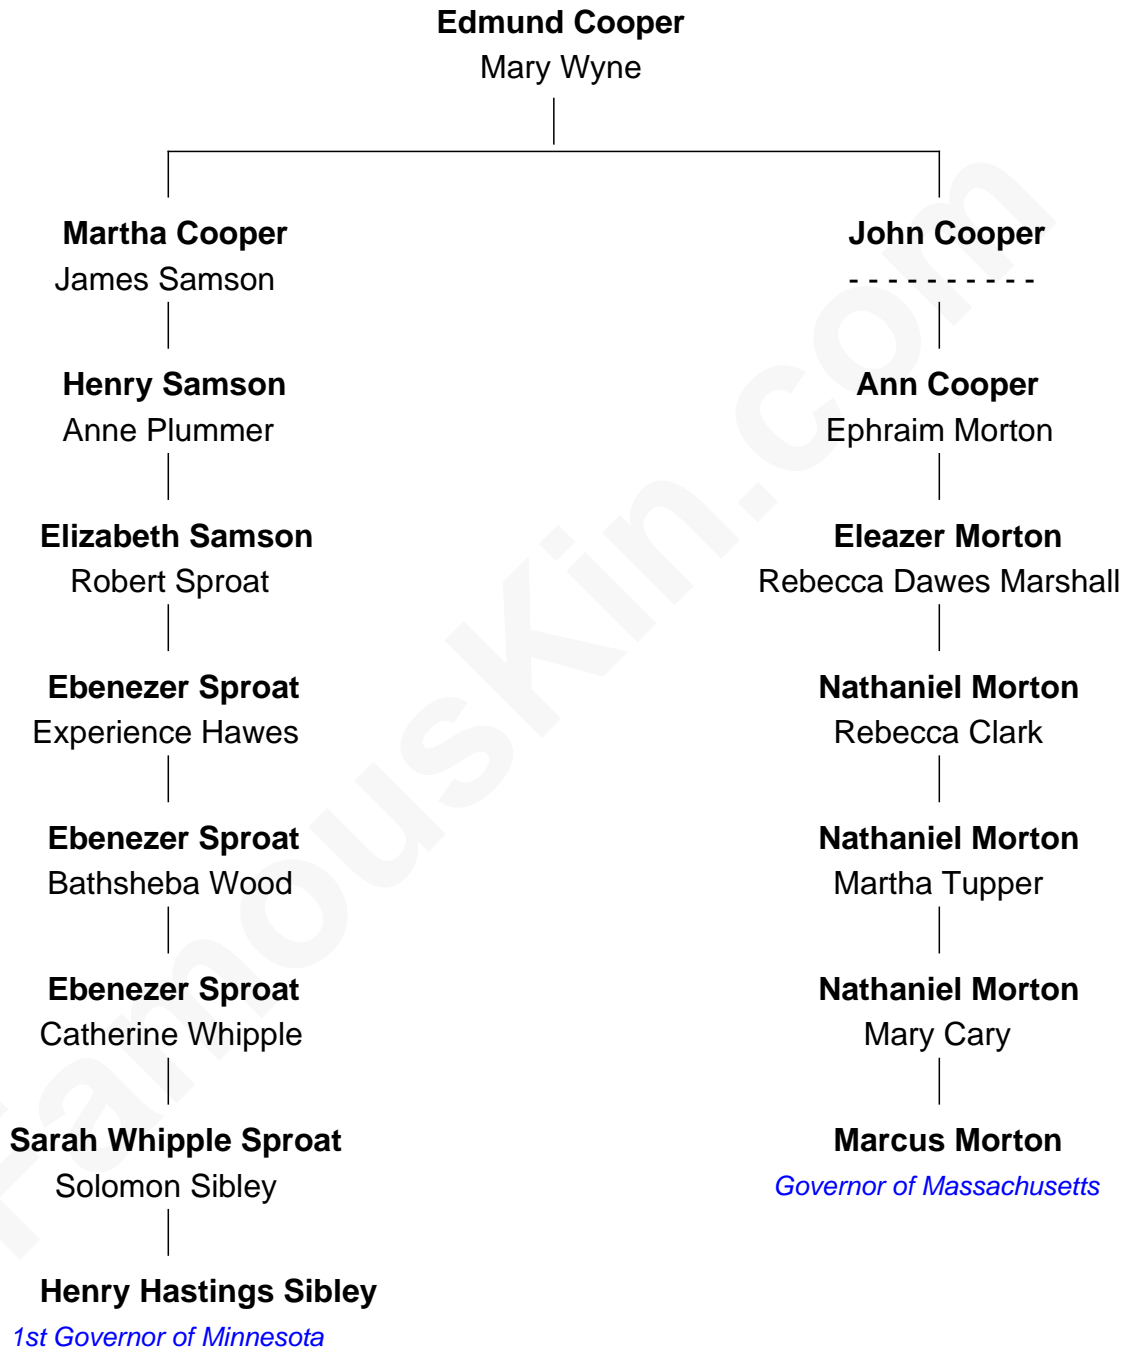 Edmund Cooper
Mary Wyne
Martha Cooper
James Samson
John Cooper
- - - - - - - - - -
Henry Samson
Anne Plummer
Ann Cooper
Ephraim Morton
Elizabeth Samson
Robert Sproat
Eleazer Morton
Rebecca Dawes Marshall
Ebenezer Sproat
Experience Hawes
Nathaniel Morton
Rebecca Clark
Ebenezer Sproat
Bathsheba Wood
Nathaniel Morton
Martha Tupper
Ebenezer Sproat
Catherine Whipple
Nathaniel Morton
Mary Cary
Sarah Whipple Sproat
Solomon Sibley
Marcus Morton
Governor of Massachusetts
Henry Hastings Sibley
1st Governor of Minnesota
FamousKin.com